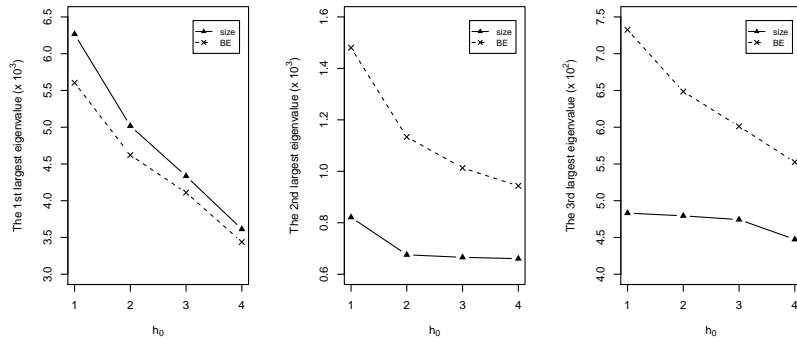 The 1st largest eigenvalue (x 10³)
6.5
6.0
5.5
5.0
4.5
4.0
3.5
3.0
size
BE
1 2 3 4
h₀
The 2nd largest eigenvalue (x 10³)
1.6
1.4
1.2
1.0
0.8
0.6
size
BE
1 2 3 4
h₀
The 3rd largest eigenvalue (x 10²)
7.5
7.0
6.5
6.0
5.5
5.0
4.5
4.0
size
BE
1 2 3 4
h₀